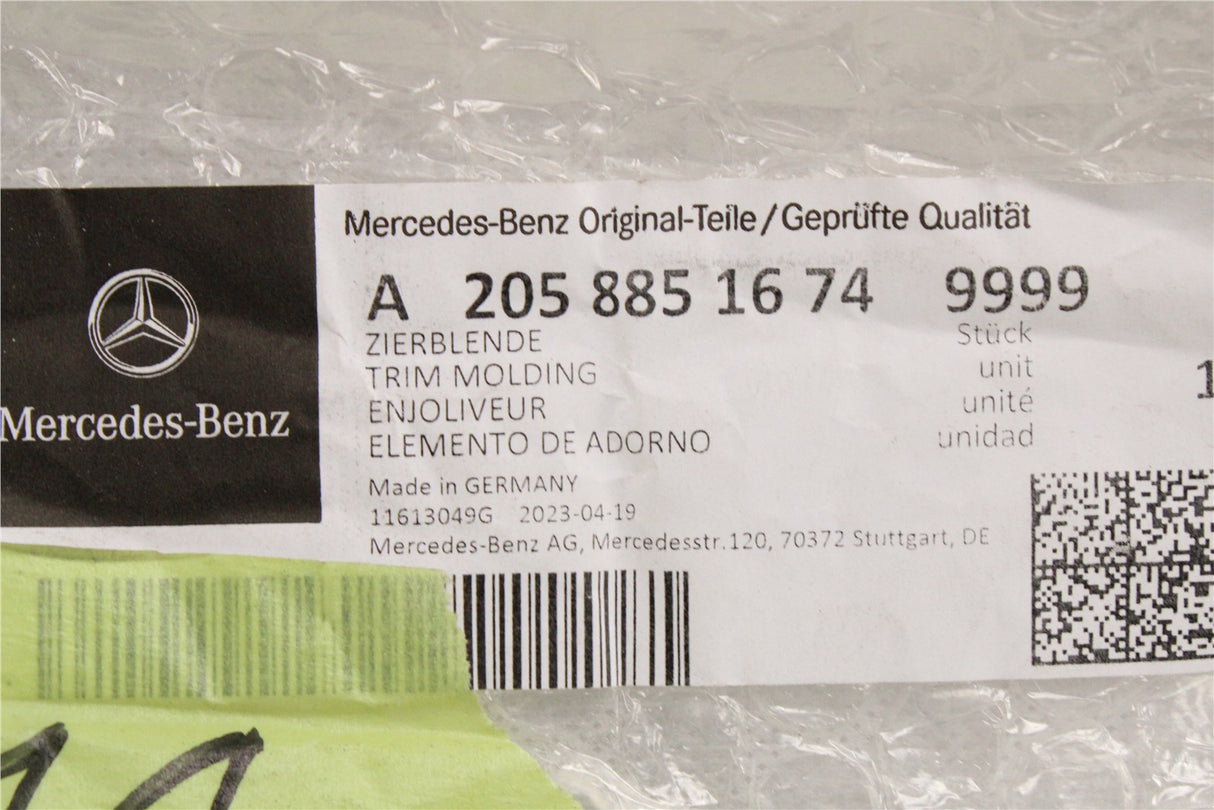 Mercedes-Benz Original-Teile/Geprüfte Qualität
A 205 885 16 74 9999
ZIERBLENDE Stück
TRIM MOLDING unit 1
ENJOLIVEUR unité
ELEMENTO DE ADORNO unidad
Made in GERMANY
11613049G 2023-04-19
Mercedes-Benz AG, Mercedesstr.120, 70372 Stuttgart, DE
Mercedes-Benz